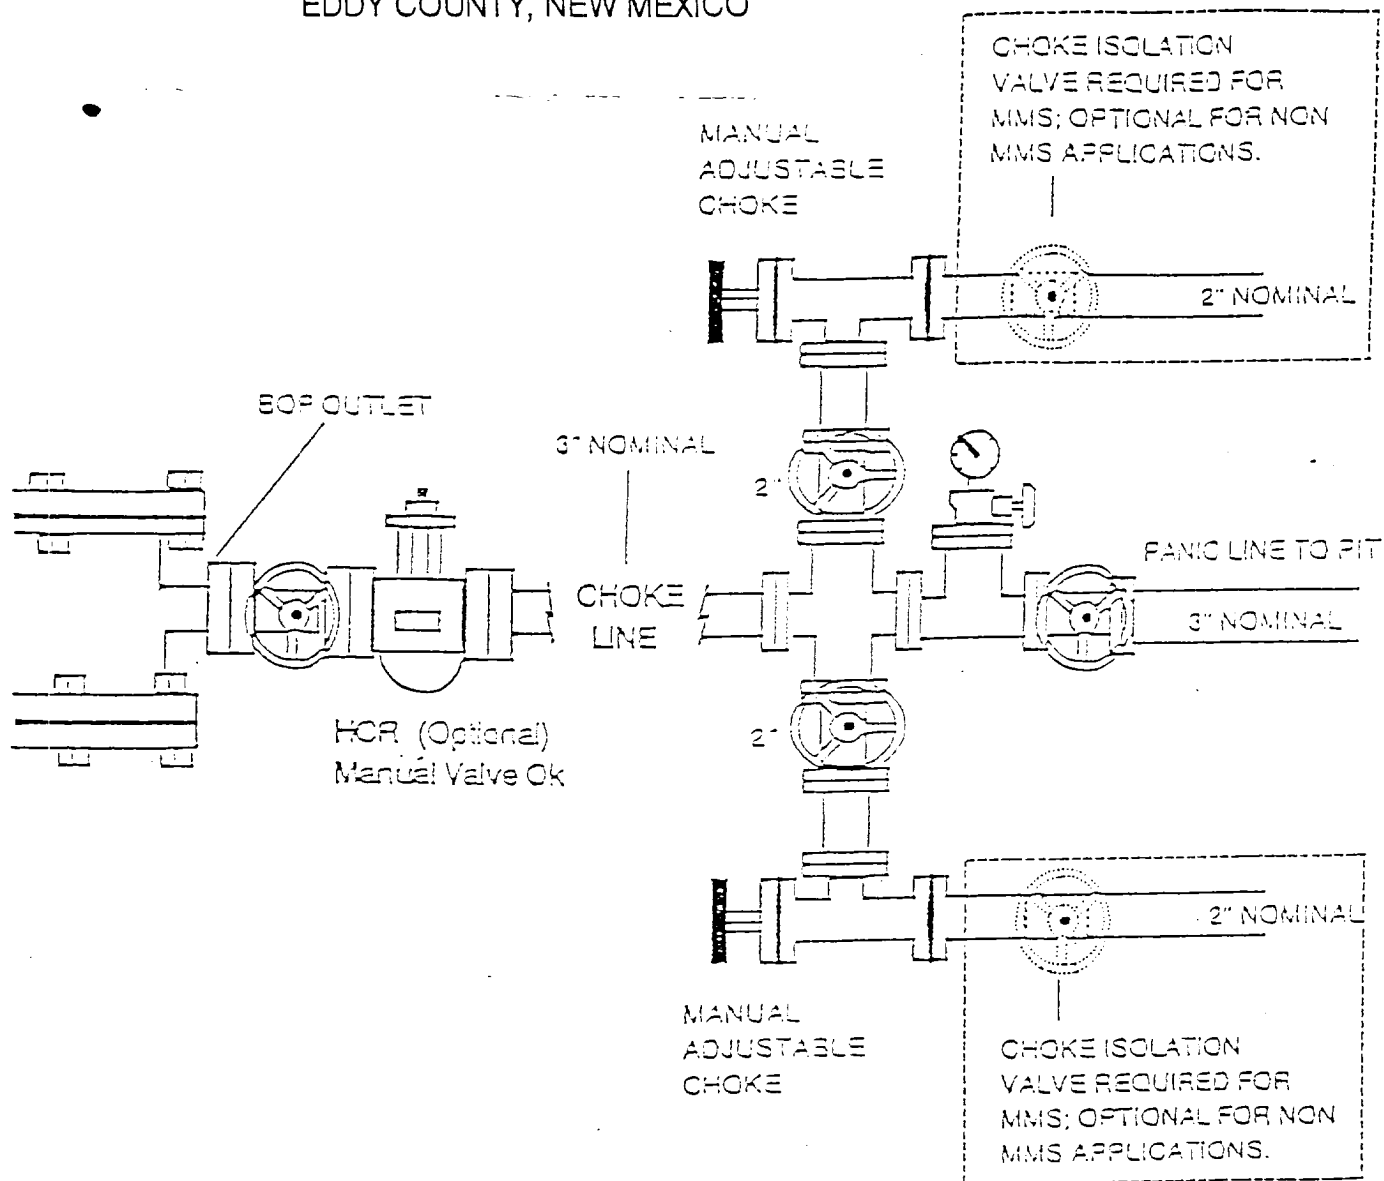 EDDY COUNTY, NEW MEXICO
CHOKE ISOLATION
VALVE REQUIRED FOR
MMS; OPTIONAL FOR NON
MMS APPLICATIONS.
MANUAL
ADJUSTABLE
CHOKE
2" NOMINAL
BOP OUTLET
3" NOMINAL
2"
PANIC LINE TO PIT
CHOKE
LINE
3" NOMINAL
HCR (Optional)
Manual Valve Ok
2"
2" NOMINAL
MANUAL
ADJUSTABLE
CHOKE
CHOKE ISOLATION
VALVE REQUIRED FOR
MMS; OPTIONAL FOR NON
MMS APPLICATIONS.